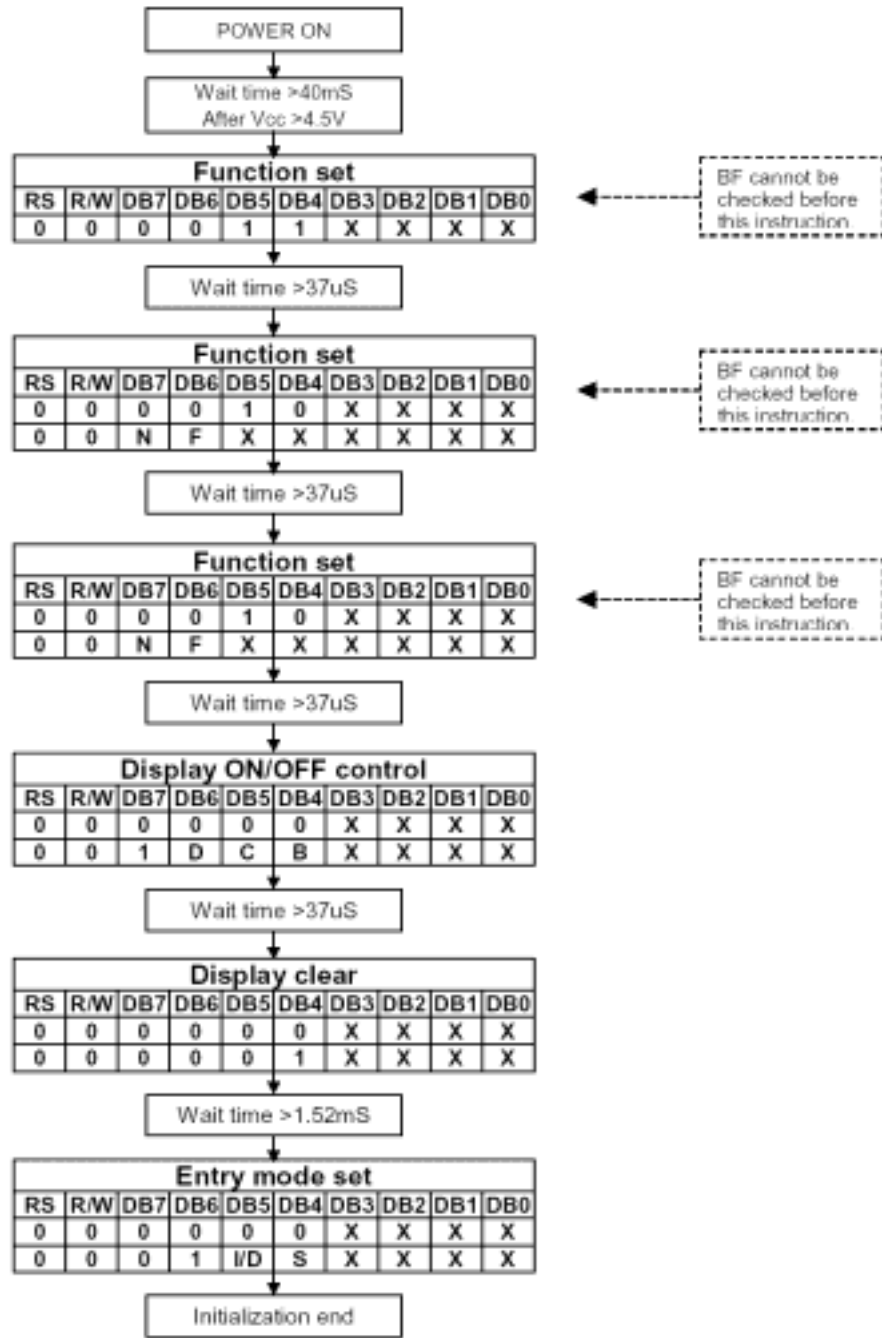 POWER ON
Wait time >40mS
After Vcc >4.5V
Function set
RS R/W DB7 DB6 DB5 DB4 DB3 DB2 DB1 DB0
0 0 0 0 1 1 X X X X
BF cannot be
checked before
this instruction
Wait time >37uS
Function set
RS R/W DB7 DB6 DB5 DB4 DB3 DB2 DB1 DB0
0 0 0 0 1 0 X X X X
0 0 N F X X X X X X
BF cannot be
checked before
this instruction
Wait time >37uS
Function set
RS R/W DB7 DB6 DB5 DB4 DB3 DB2 DB1 DB0
0 0 0 0 1 0 X X X X
0 0 N F X X X X X X
BF cannot be
checked before
this instruction
Wait time >37uS
Display ON/OFF control
RS R/W DB7 DB6 DB5 DB4 DB3 DB2 DB1 DB0
0 0 0 0 0 0 X X X X
0 0 1 D C B X X X X
Wait time >37uS
Display clear
RS R/W DB7 DB6 DB5 DB4 DB3 DB2 DB1 DB0
0 0 0 0 0 0 X X X X
0 0 0 0 0 1 X X X X
Wait time >1.52mS
Entry mode set
RS R/W DB7 DB6 DB5 DB4 DB3 DB2 DB1 DB0
0 0 0 0 0 0 X X X X
0 0 0 1 I/D S X X X X
Initialization end